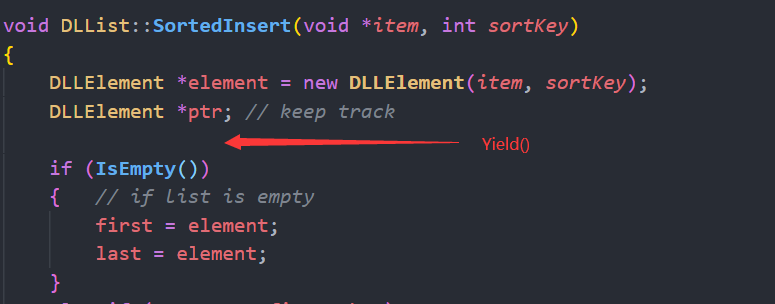 void DLList::SortedInsert(void *item, int sortKey)
{
    DLLElement *element = new DLLElement(item, sortKey);
    DLLElement *ptr; // keep track
Yield()
    if (IsEmpty())
    {   // if list is empty
        first = element;
        last = element;
    }